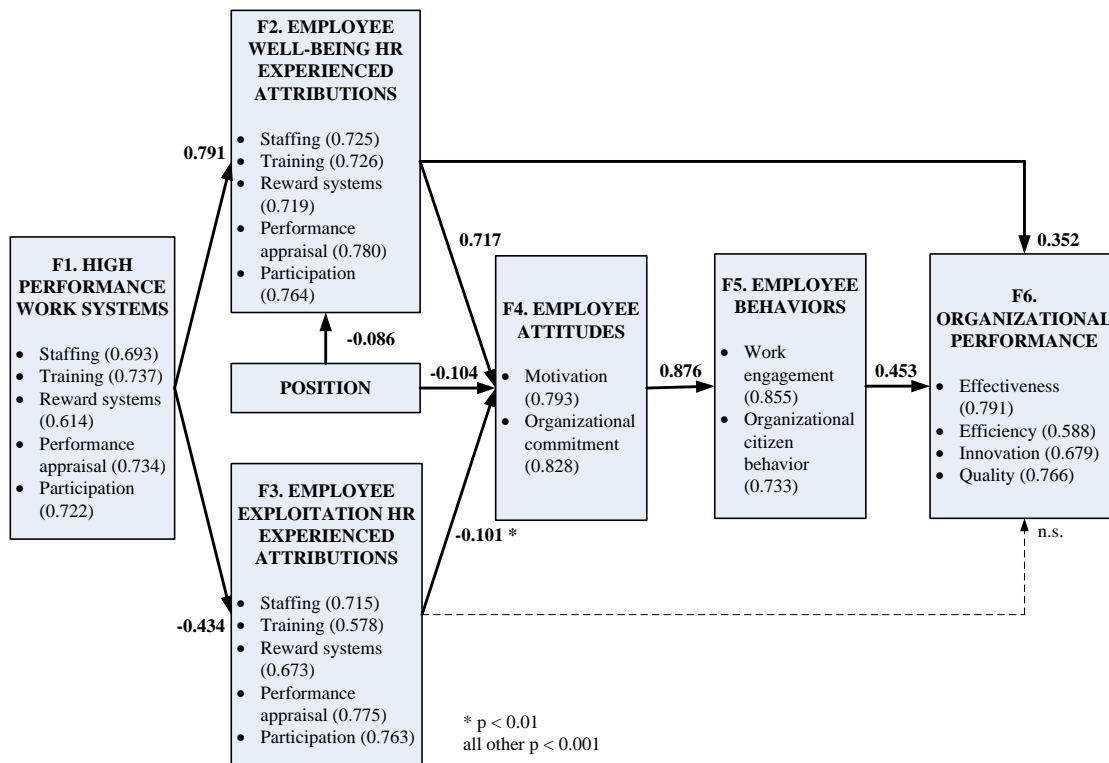 F1. HIGH
PERFORMANCE
WORK SYSTEMS
• Staffing (0.693)
• Training (0.737)
• Reward systems
(0.614)
• Performance
appraisal (0.734)
• Participation
(0.722)
0.791
-0.434
F2. EMPLOYEE
WELL-BEING HR
EXPERIENCED
ATTRIBUTIONS
• Staffing (0.725)
• Training (0.726)
• Reward systems
(0.719)
• Performance
appraisal (0.780)
• Participation
(0.764)
-0.086
POSITION
F3. EMPLOYEE
EXPLOITATION HR
EXPERIENCED
ATTRIBUTIONS
• Staffing (0.715)
• Training (0.578)
• Reward systems
(0.673)
• Performance
appraisal (0.775)
• Participation (0.763)
0.717
-0.104
-0.101 *
F4. EMPLOYEE
ATTITUDES
• Motivation
(0.793)
• Organizational
commitment
(0.828)
0.876
F5. EMPLOYEE
BEHAVIORS
• Work
engagement
(0.855)
• Organizational
citizen
behavior
(0.733)
0.453
0.352
F6.
ORGANIZATIONAL
PERFORMANCE
• Effectiveness
(0.791)
• Efficiency (0.588)
• Innovation (0.679)
• Quality (0.766)
n.s.
* p < 0.01
all other p < 0.001